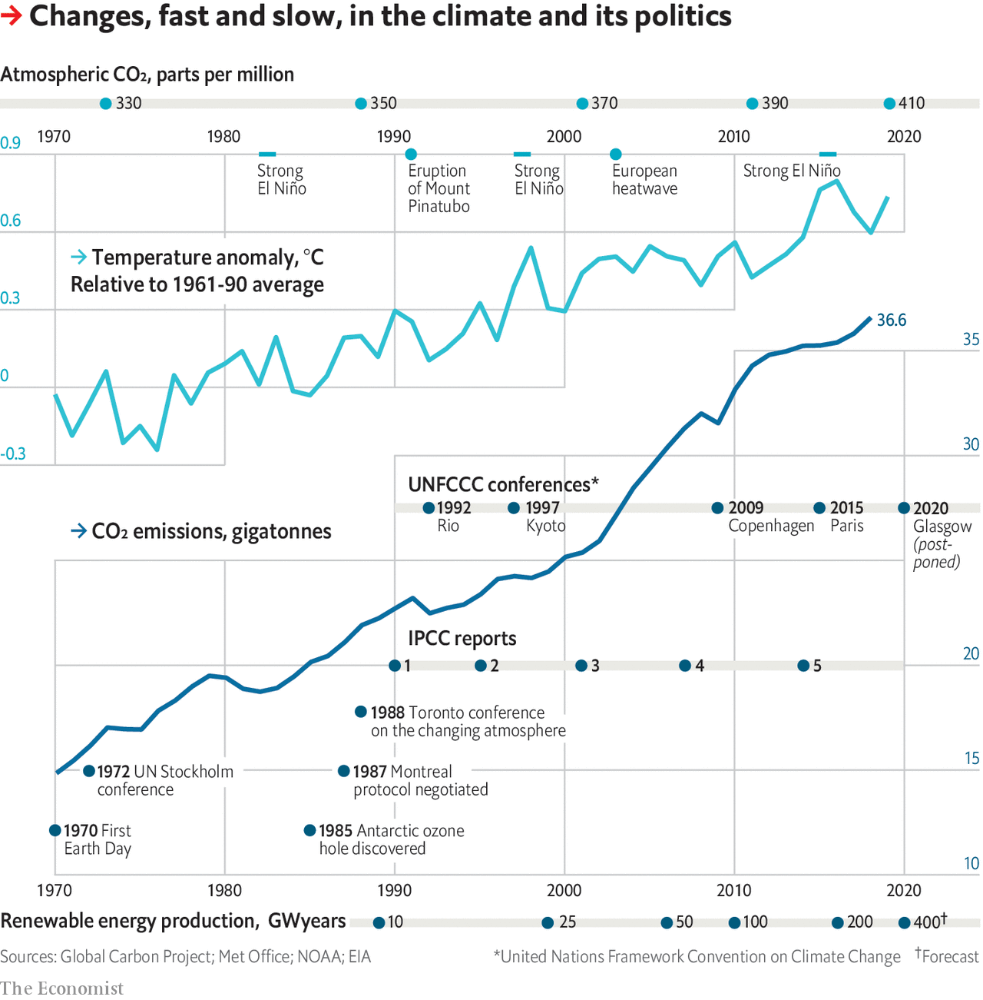 → Changes, fast and slow, in the climate and its politics
Atmospheric CO₂, parts per million
330 350 370 390 410
1970 1980 1990 2000 2010 2020
0.9
Strong
El Niño
Eruption
of Mount
Pinatubo
Strong
El Niño
European
heatwave
Strong El Niño
0.6
→ Temperature anomaly, °C
Relative to 1961-90 average
0.3
0
-0.3
36.6
35
30
UNFCCC conferences*
1992
Rio
1997
Kyoto
2009
Copenhagen
2015
Paris
2020
Glasgow
(post-
poned)
→ CO₂ emissions, gigatonnes
IPCC reports
1 2 3 4 5
20
1988 Toronto conference
on the changing atmosphere
15
1972 UN Stockholm
conference
1987 Montreal
protocol negotiated
1970 First
Earth Day
1985 Antarctic ozone
hole discovered
10
1970 1980 1990 2000 2010 2020
Renewable energy production, GWyears 10 25 50 100 200 400†
Sources: Global Carbon Project; Met Office; NOAA; EIA
*United Nations Framework Convention on Climate Change †Forecast
The Economist